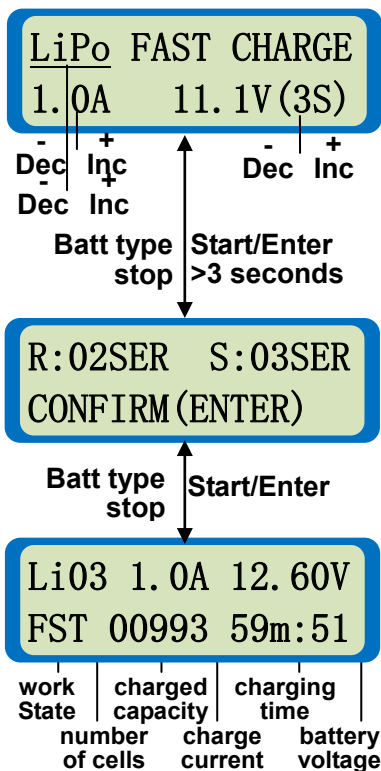 LiPo FAST CHARGE
1.0A 11.1V(3S)
- + - +
Dec Inc Dec Inc
- +
Dec Inc
Batt type Start/Enter
stop >3 seconds
R:02SER S:03SER
CONFIRM(ENTER)
Batt type Start/Enter
stop
Li03 1.0A 12.60V
FST 00993 59m:51
work charged charging
State capacity time
number charge battery
of cells current voltage